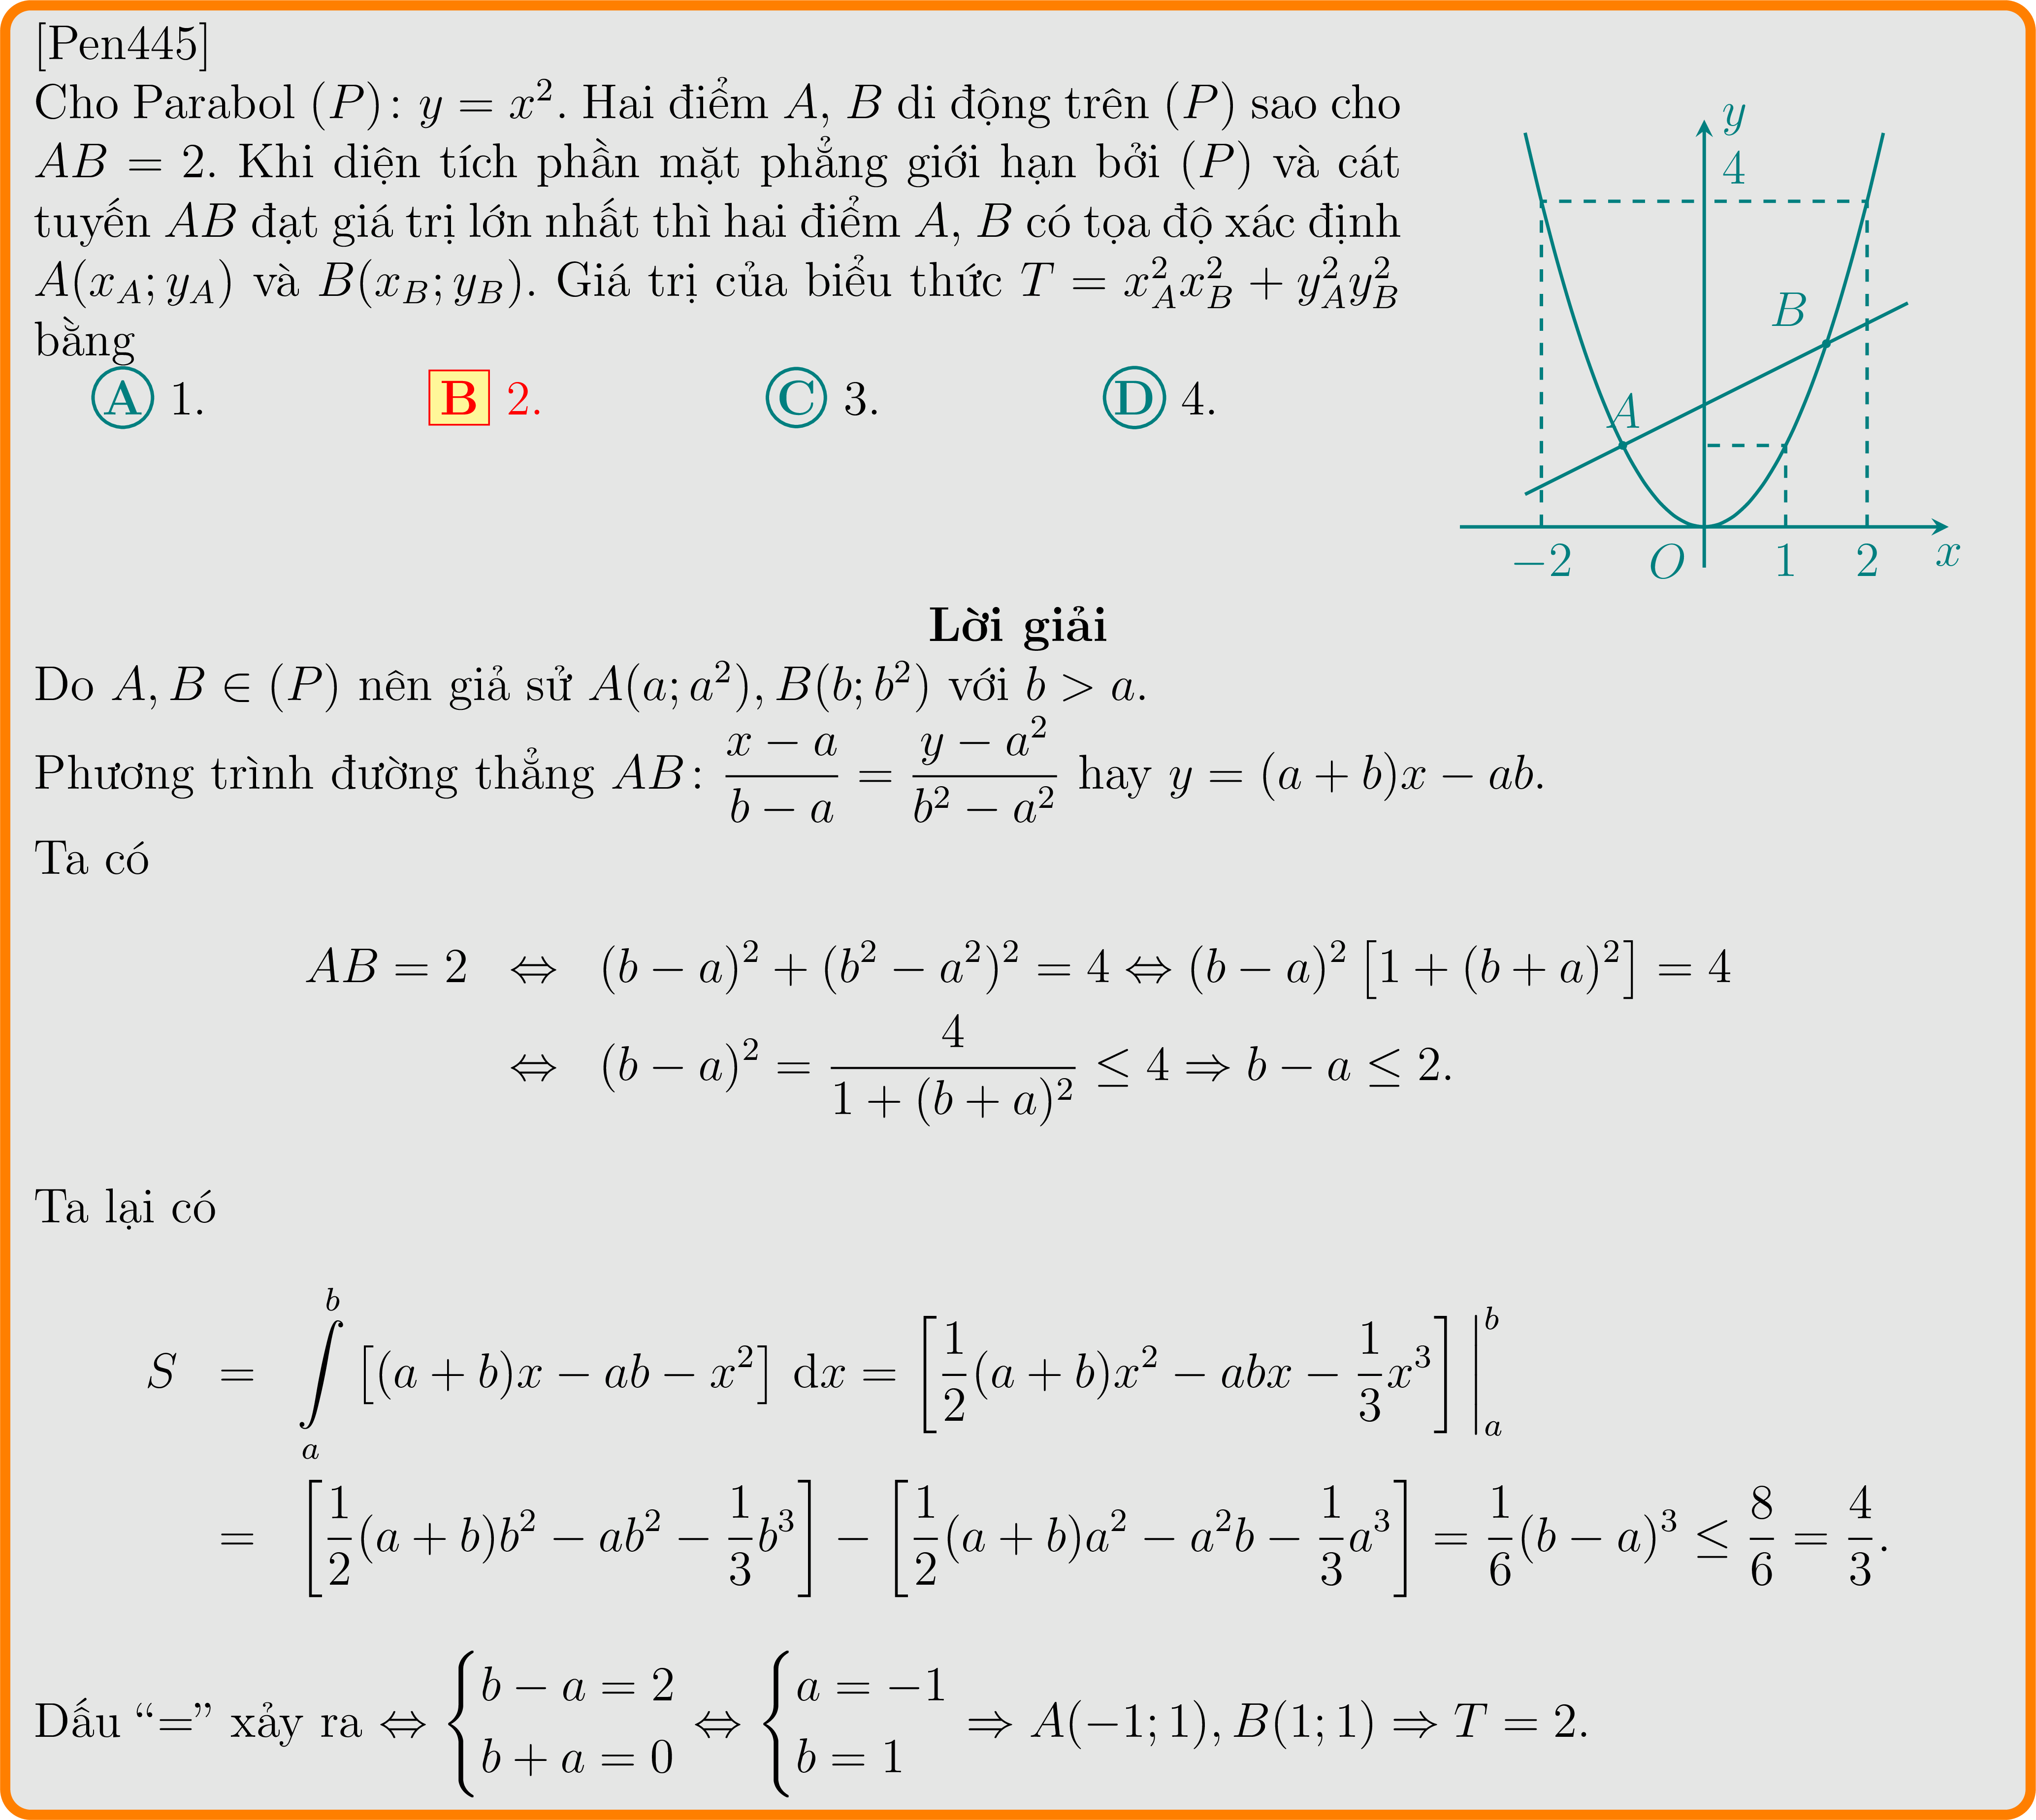 [Pen445]
Cho Parabol $(P)\colon y = x^2$. Hai điểm $A$, $B$ di động trên $(P)$ sao cho
$AB = 2$. Khi diện tích phần mặt phẳng giới hạn bởi $(P)$ và cát
tuyến $AB$ đạt giá trị lớn nhất thì hai điểm $A$, $B$ có tọa độ xác định
$A(x_A; y_A)$ và $B(x_B; y_B)$. Giá trị của biểu thức $T = x_A^2 x_B^2 + y_A^2 y_B^2$
bằng
A 1. B 2. C 3. D 4.
y
4
B
A
−2 O 1 2 x
Lời giải
Do $A, B \in (P)$ nên giả sử $A(a; a^2), B(b; b^2)$ với $b > a$.
Phương trình đường thẳng $AB\colon \frac{x-a}{b-a} = \frac{y-a^2}{b^2-a^2}$ hay $y = (a+b)x - ab$.
Ta có
$AB = 2 \Leftrightarrow (b-a)^2 + (b^2-a^2)^2 = 4 \Leftrightarrow (b-a)^2 \left[1 + (b+a)^2\right] = 4$
$\Leftrightarrow (b-a)^2 = \frac{4}{1+(b+a)^2} \leq 4 \Rightarrow b - a \leq 2.$
Ta lại có
$S = \int\limits_a^b \left[(a+b)x - ab - x^2\right] \mathrm{d}x = \left[\frac{1}{2}(a+b)x^2 - abx - \frac{1}{3}x^3\right]\Big|_a^b$
$= \left[\frac{1}{2}(a+b)b^2 - ab^2 - \frac{1}{3}b^3\right] - \left[\frac{1}{2}(a+b)a^2 - a^2b - \frac{1}{3}a^3\right] = \frac{1}{6}(b-a)^3 \leq \frac{8}{6} = \frac{4}{3}.$
Dấu “=” xảy ra $\Leftrightarrow \begin{cases} b - a = 2 \\ b + a = 0 \end{cases} \Leftrightarrow \begin{cases} a = -1 \\ b = 1 \end{cases} \Rightarrow A(-1; 1), B(1; 1) \Rightarrow T = 2.$